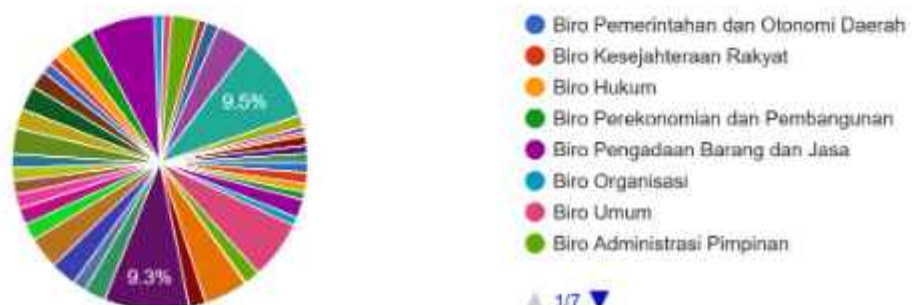 9.5%
9.3%
Biro Pemerintahan dan Otonomi Daerah
Biro Kesejahteraan Rakyat
Biro Hukum
Biro Perekonomian dan Pembangunan
Biro Pengadaan Barang dan Jasa
Biro Organisasi
Biro Umum
Biro Administrasi Pimpinan
1/7